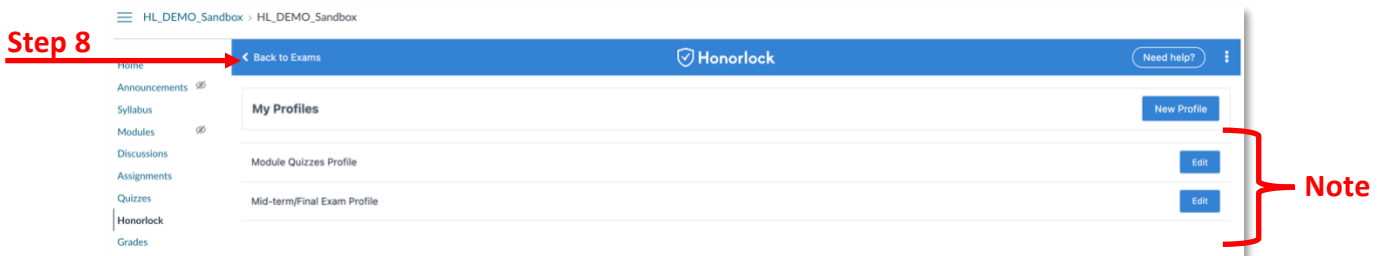 HL_DEMO_Sandbox > HL_DEMO_Sandbox
Step 8
Home
Back to Exams
Honorlock
Need help?
Announcements
Syllabus
My Profiles
New Profile
Modules
Discussions
Module Quizzes Profile
Edit
Assignments
Note
Quizzes
Mid-term/Final Exam Profile
Edit
Honorlock
Grades